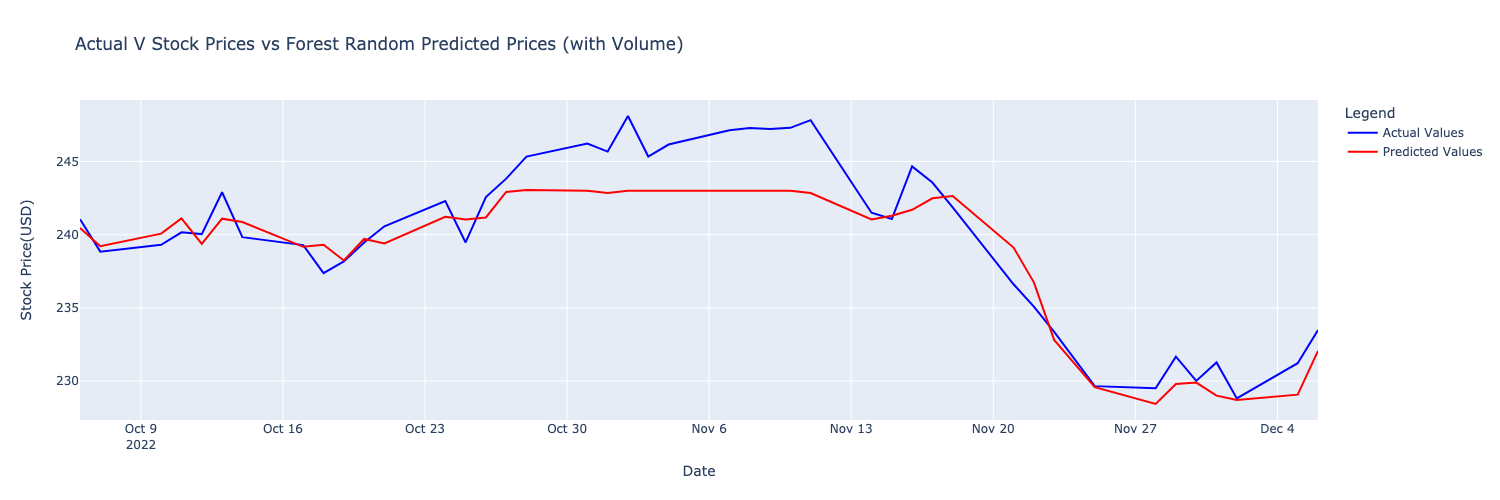 Actual V Stock Prices vs Forest Random Predicted Prices (with Volume)
Legend
Actual Values
Predicted Values
Stock Price(USD)
245
240
235
230
Oct 9
2022
Oct 16
Oct 23
Oct 30
Nov 6
Nov 13
Nov 20
Nov 27
Dec 4
Date